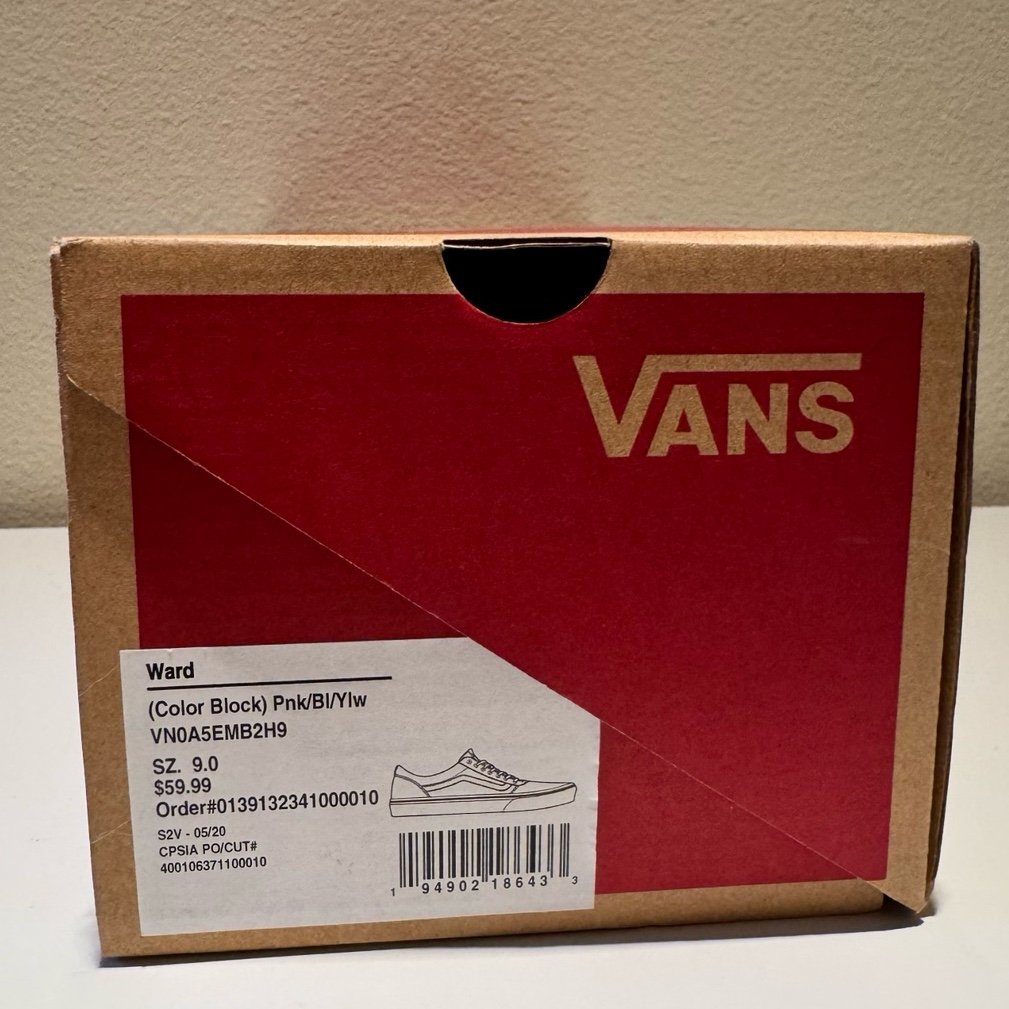 VANS
Ward
(Color Block) Pnk/Bl/Ylw
VN0A5EMB2H9
SZ. 9.0
$59.99
Order#0139132341000010
S2V - 05/20
CPSIA PO/CUT#
400106371100010
1 94902 18643 3